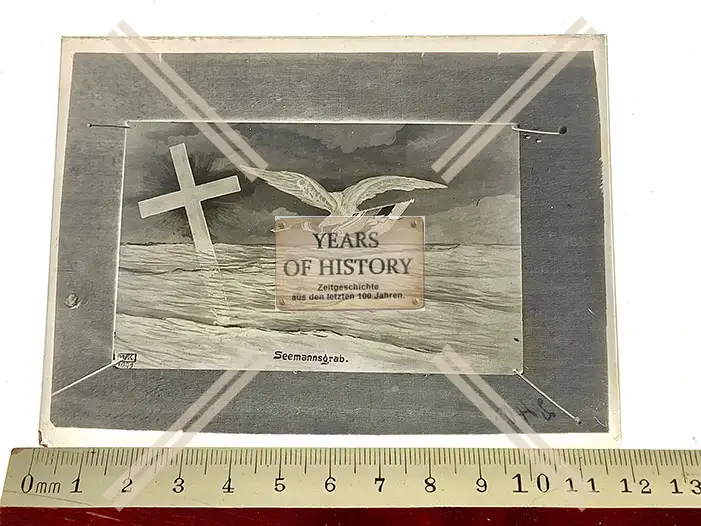 YEARS
OF HISTORY
Zeitgeschichte
aus den letzten 100 Jahren.
Seemannsgrab.
0mm 1 2 3 4 5 6 7 8 9 10 11 12 13